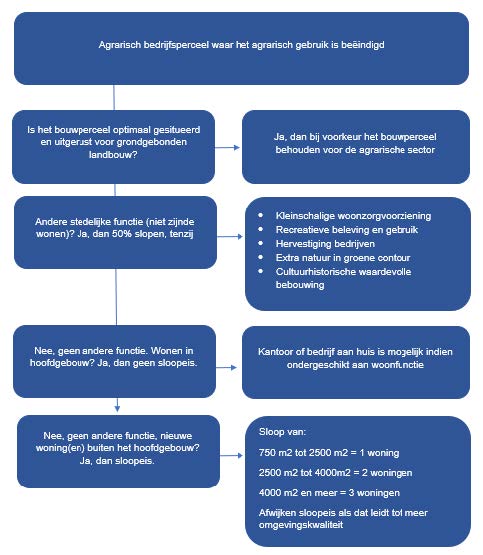 Agrarisch bedrijfsperceel waar het agrarisch gebruik is beëindigd
Is het bouwperceel optimaal gesitueerd
en uitgerust voor grondgebonden
landbouw?
Ja, dan bij voorkeur het bouwperceel
behouden voor de agrarische sector
Andere stedelijke functie (niet zijnde
wonen)? Ja, dan 50% slopen, tenzij
• Kleinschalige woonzorgvoorziening
• Recreatieve beleving en gebruik
• Hervestiging bedrijven
• Extra natuur in groene contour
• Cultuurhistorische waardevolle
bebouwing
Nee, geen andere functie. Wonen in
hoofdgebouw? Ja, dan geen sloopeis.
Kantoor of bedrijf aan huis is mogelijk indien
ondergeschikt aan woonfunctie
Nee, geen andere functie, nieuwe
woning(en) buiten het hoofdgebouw?
Ja, dan sloopeis.
Sloop van:
750 m2 tot 2500 m2 = 1 woning
2500 m2 tot 4000m2 = 2 woningen
4000 m2 en meer = 3 woningen
Afwijken sloopeis als dat leidt tot meer
omgevingskwaliteit